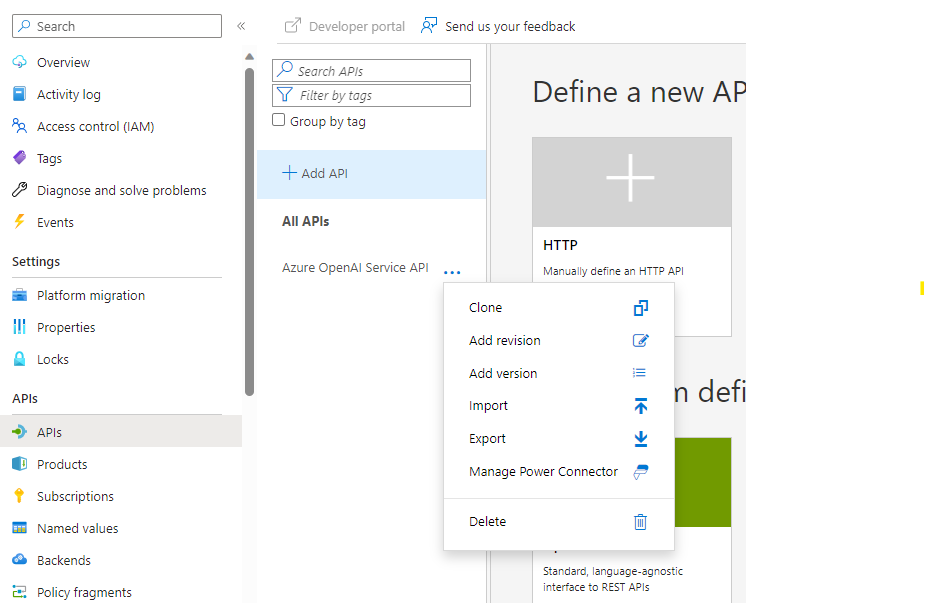 Search
«
Overview
Activity log
Access control (IAM)
Tags
Diagnose and solve problems
Events
Settings
Platform migration
Properties
Locks
APIs
APIs
Products
Subscriptions
Named values
Backends
Policy fragments
Developer portal
Send us your feedback
Search APIs
Filter by tags
Group by tag
+ Add API
All APIs
Azure OpenAI Service API ...
Clone
Add revision
Add version
Import
Export
Manage Power Connector
Delete
Define a new AP
HTTP
Manually define an HTTP API
m defi
Standard, language-agnostic
interface to REST APIs